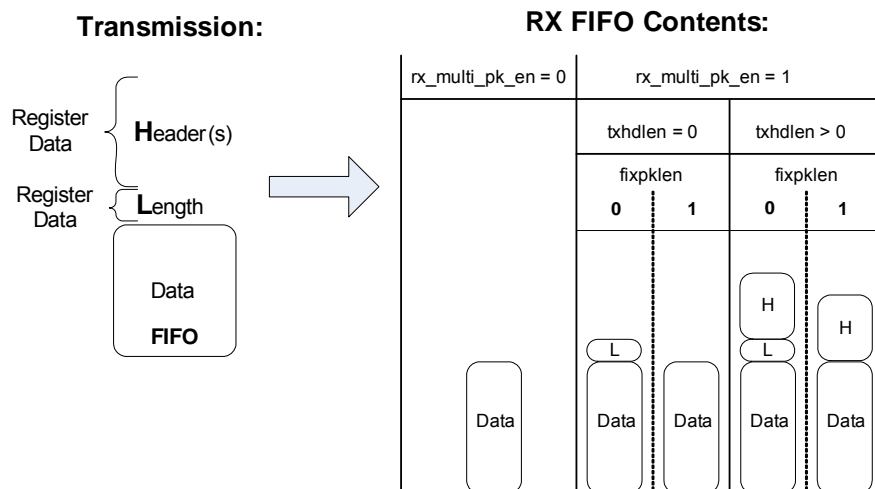 Transmission:
RX FIFO Contents:
Register
Data
Header(s)
Register
Data
Length
Data
FIFO
rx_multi_pk_en = 0
rx_multi_pk_en = 1
txhdlen = 0
txhdlen > 0
fixpklen
fixpklen
0
1
0
1
H
H
L
L
Data
Data
Data
Data
Data